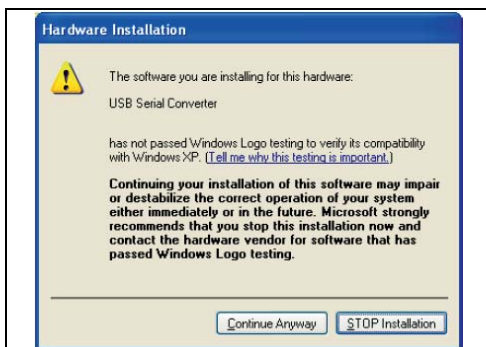 Hardware Installation
The software you are installing for this hardware:
USB Serial Converter
has not passed Windows Logo testing to verify its compatibility
with Windows XP. (Tell me why this testing is important.)
Continuing your installation of this software may impair
or destabilize the correct operation of your system
either immediately or in the future. Microsoft strongly
recommends that you stop this installation now and
contact the hardware vendor for software that has
passed Windows Logo testing.
Continue Anyway STOP Installation